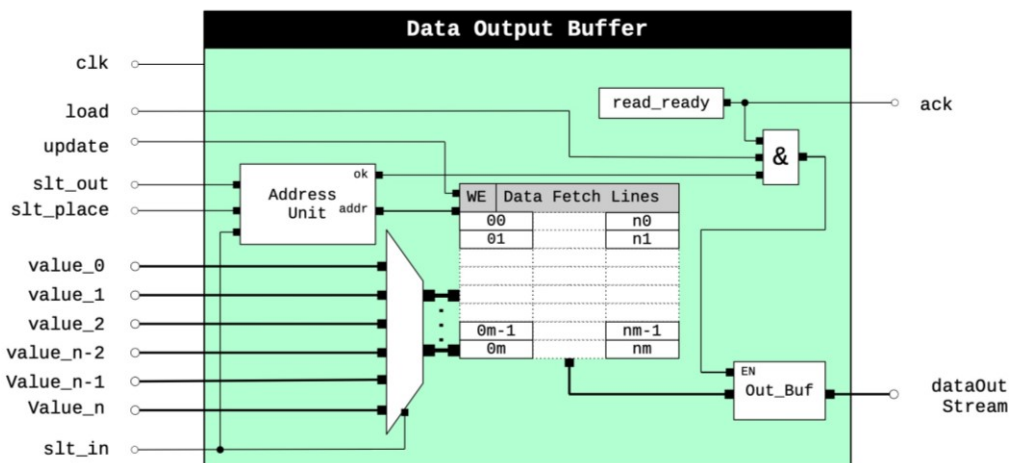 Data Output Buffer
clk
load
update
slt_out
slt_place
value_0
value_1
value_2
value_n-2
Value_n-1
Value_n
slt_in
Address
Unit
ok
addr
read_ready
&
ack
WE Data Fetch Lines
00 n0
01 n1
0m-1 nm-1
0m nm
EN
Out_Buf
dataOut
Stream